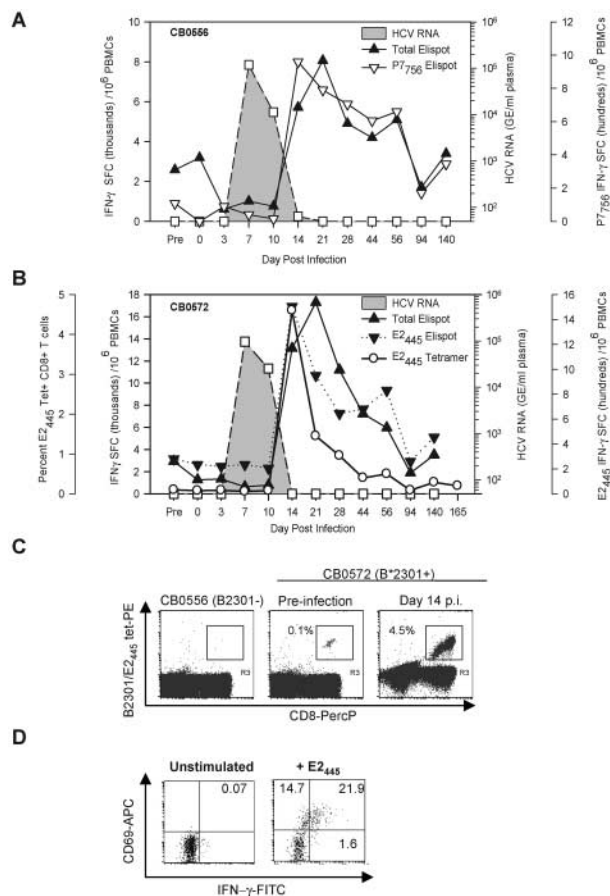 A
CB0556
HCV RNA
Total Elispot
P7756 Elispot
IFN-γ SFC (thousands) /10^6 PBMCs
HCV RNA (GE/ml plasma)
P7756 IFN-γ SFC (hundreds) /10^6 PBMCs
10
8
6
4
2
0
10^6
10^5
10^4
10^3
10^2
12
10
8
6
4
2
0
Pre 0 3 7 10 14 21 28 44 56 94 140
Day Post Infection
B
CB0572
HCV RNA
Total Elispot
E2445 Elispot
E2445 Tetramer
Percent E2445 Tet+ CD8+ T cells
IFNγ SFC (thousands) /10^6 PBMCs
HCV RNA (GE/ml plasma)
E2445 IFN-γ SFC (hundreds) /10^6 PBMCs
5
4
3
2
1
0
18
16
14
12
10
8
6
4
2
0
10^6
10^5
10^4
10^3
10^2
16
14
12
10
8
6
4
2
0
Pre 0 3 7 10 14 21 28 44 56 94 140 165
Day Post Infection
C
CB0572 (B*2301+)
CB0556 (B2301-) Pre-infection Day 14 p.i.
B2301/E2445 tet-PE
0.1%
4.5%
R3
R3
R3
CD8-PercP
D
Unstimulated + E2445
0.07
14.7 21.9
1.6
CD69-APC
IFN-γ-FITC